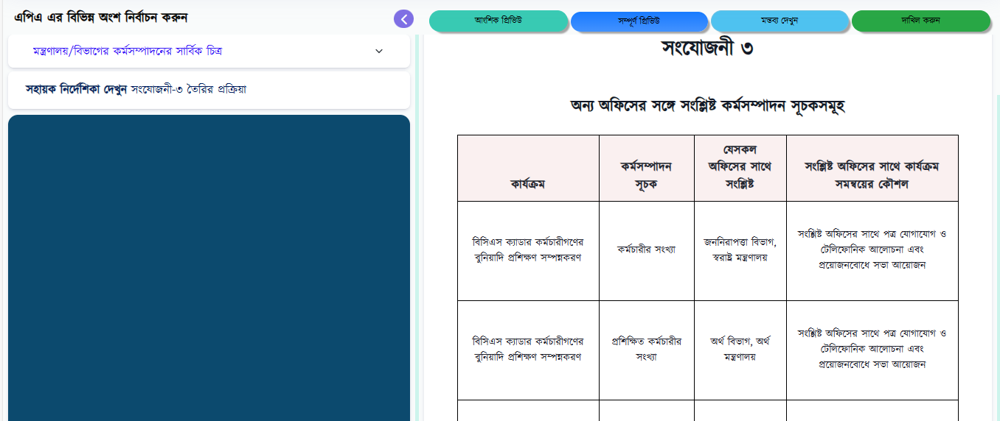 এপিএ এর বিভিন্ন অংশ নির্বাচন করুন
মন্ত্রণালয়/বিভাগের কর্মসম্পাদনের সার্বিক চিত্র
সহায়ক নির্দেশিকা দেখুন সংযোজনী-৩ তৈরির প্রক্রিয়া
আংশিক প্রিভিউ
সম্পূর্ণ প্রিভিউ
মন্তব্য দেখুন
দাখিল করুন
সংযোজনী ৩
অন্য অফিসের সঙ্গে সংশ্লিষ্ট কর্মসম্পাদন সূচকসমূহ
কার্যক্রম
কর্মসম্পাদন
সূচক
যেসকল
অফিসের সাথে
সংশ্লিষ্ট
সংশ্লিষ্ট অফিসের সাথে কার্যক্রম
সমন্বয়ের কৌশল
বিসিএস ক্যাডার কর্মচারীগণের
বুনিয়াদি প্রশিক্ষণ সম্পন্নকরণ
কর্মচারীর সংখ্যা
জননিরাপত্তা বিভাগ,
স্বরাষ্ট্র মন্ত্রণালয়
সংশ্লিষ্ট অফিসের সাথে পত্র যোগাযোগ ও
টেলিফোনিক আলোচনা এবং
প্রয়োজনবোধে সভা আয়োজন
বিসিএস ক্যাডার কর্মচারীগণের
বুনিয়াদি প্রশিক্ষণ সম্পন্নকরণ
প্রশিক্ষিত কর্মচারীর
সংখ্যা
অর্থ বিভাগ, অর্থ
মন্ত্রণালয়
সংশ্লিষ্ট অফিসের সাথে পত্র যোগাযোগ ও
টেলিফোনিক আলোচনা এবং
প্রয়োজনবোধে সভা আয়োজন